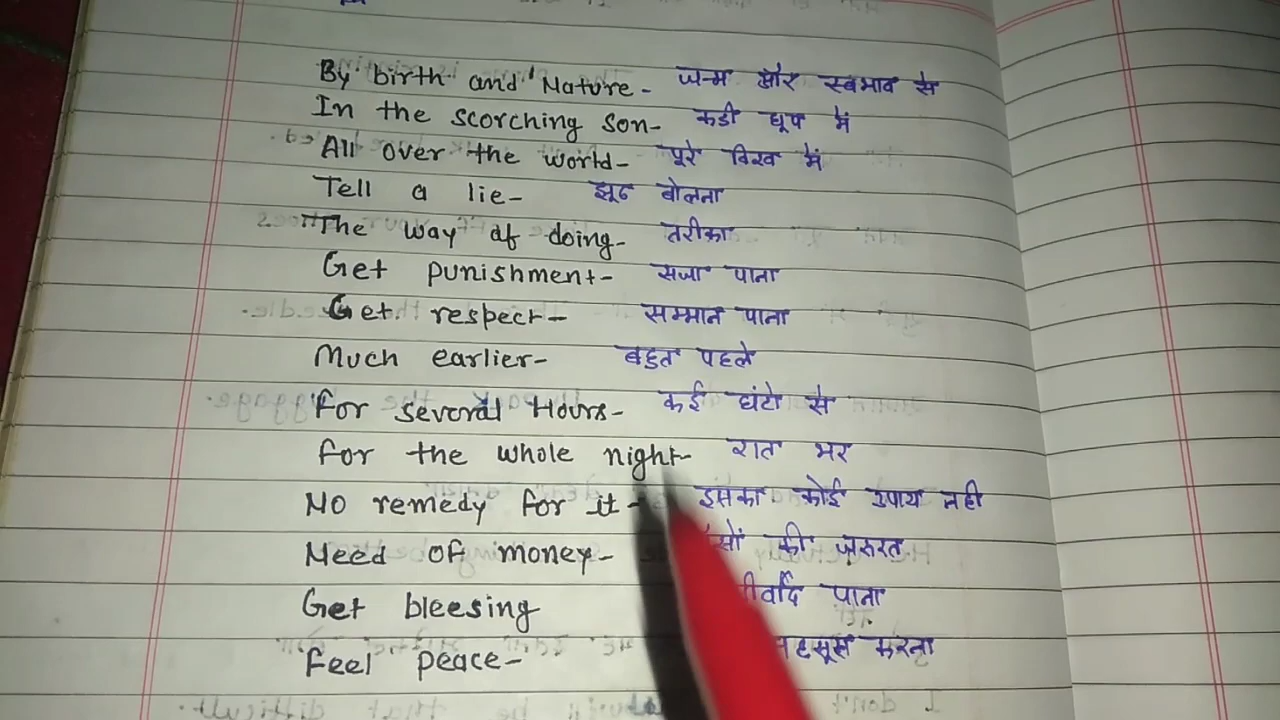 By birth and Nature - जन्म और स्वभाव से
In the scorching son - कडी धूप में
All over the world - पूरे विश्व में
Tell a lie - झूठ बोलना
The way of doing - तरीका
Get punishment - सजा पाना
Get respect - सम्मान पाना
Much earlier - बहुत पहले
For several Hours - कई घंटो से
For the whole night - रात भर
NO remedy for it - इसका कोई उपाय नही
Need of money - की जरूरत
Get bleesing पाना
Feel peace - करना